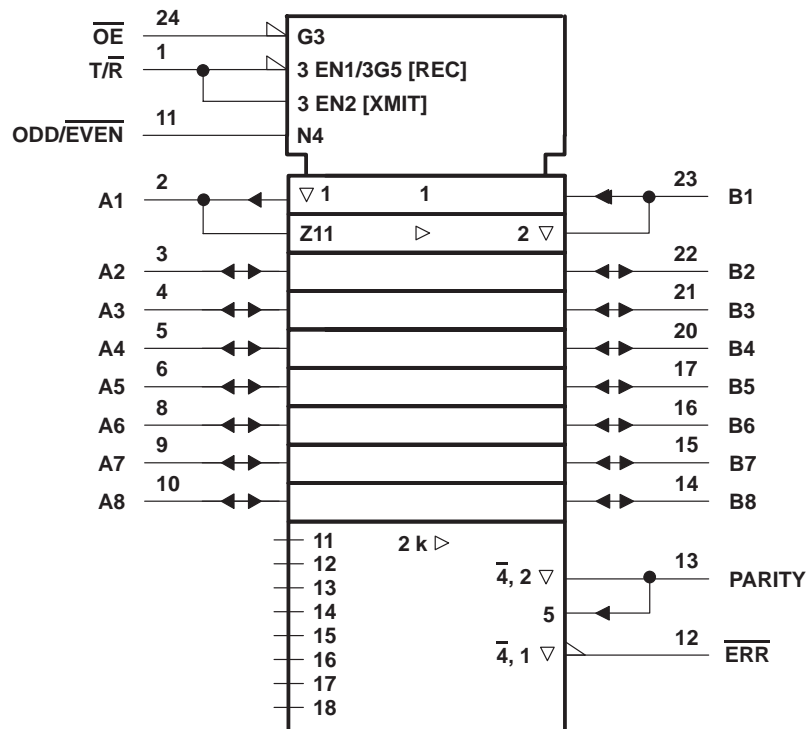 24
O̅E̅ G3
1
T/R̅ 3 EN1/3G5 [REC]
3 EN2 [XMIT]
11
ODD/E̅V̅E̅N̅ N4
2 23
A1 ▽ 1 1 B1
Z11 ▷ 2 ▽
3 22
A2 B2
4 21
A3 B3
5 20
A4 B4
6 17
A5 B5
8 16
A6 B6
9 15
A7 B7
10 14
A8 B8
11 2 k ▷
12 4̅, 2 ▽ 13 PARITY
13
14 5
15
16 4̅, 1 ▽ 12 E̅R̅R̅
17
18